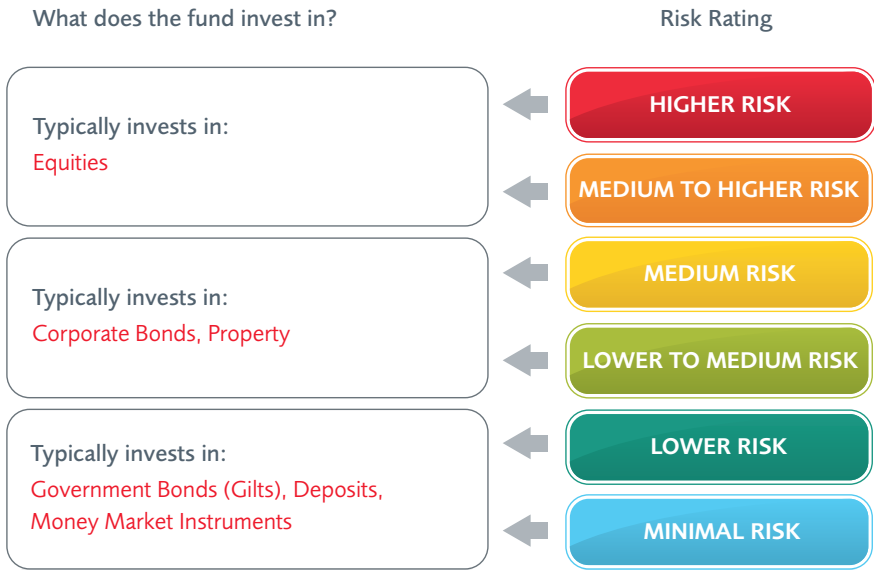 What does the fund invest in?
Risk Rating
Typically invests in:
Equities
HIGHER RISK
MEDIUM TO HIGHER RISK
Typically invests in:
Corporate Bonds, Property
MEDIUM RISK
LOWER TO MEDIUM RISK
Typically invests in:
Government Bonds (Gilts), Deposits,
Money Market Instruments
LOWER RISK
MINIMAL RISK